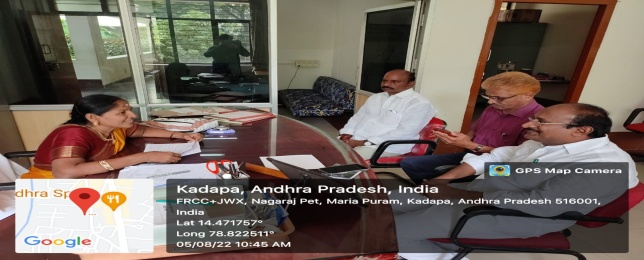 GPS Map Camera
dhra Sp
Google
Kadapa, Andhra Pradesh, India
FRCC+JWX, Nagaraj Pet, Maria Puram, Kadapa, Andhra Pradesh 516001,
India
Lat 14.471757°
Long 78.822511°
05/08/22 10:45 AM